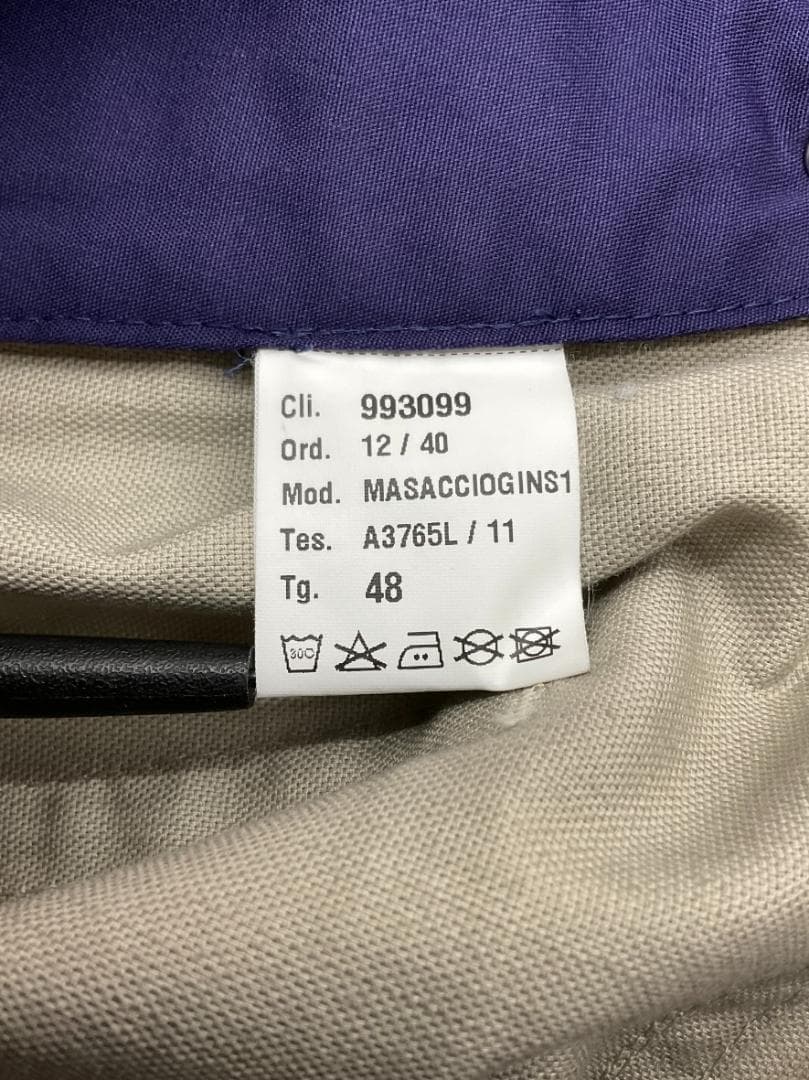 Cli. 993099
Ord. 12 / 40
Mod. MASACCIOGINS1
Tes. A3765L / 11
Tg. 48
30C